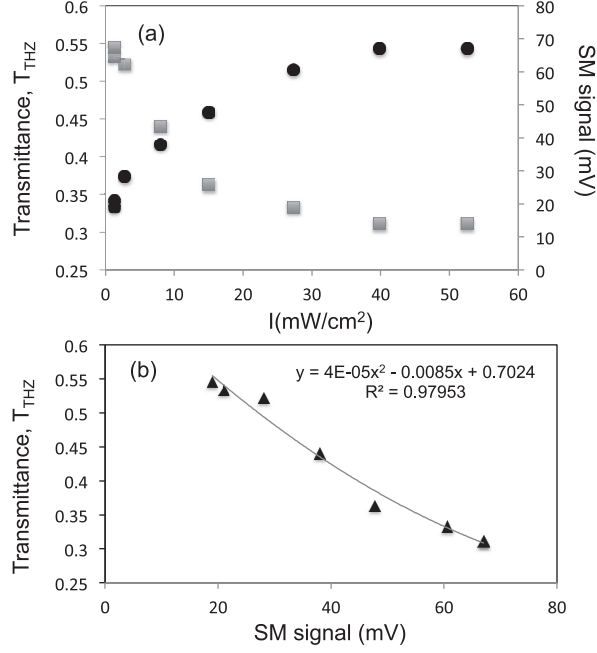 (a)
Transmittance, T_THZ
0.6
0.55
0.5
0.45
0.4
0.35
0.3
0.25
80
70
60
50
40
30
20
10
0
SM signal (mV)
0 10 20 30 40 50 60
I(mW/cm²)
(b)
y = 4E-05x² - 0.0085x + 0.7024
R² = 0.97953
Transmittance, T_THZ
0.6
0.55
0.5
0.45
0.4
0.35
0.3
0.25
0 20 40 60 80
SM signal (mV)